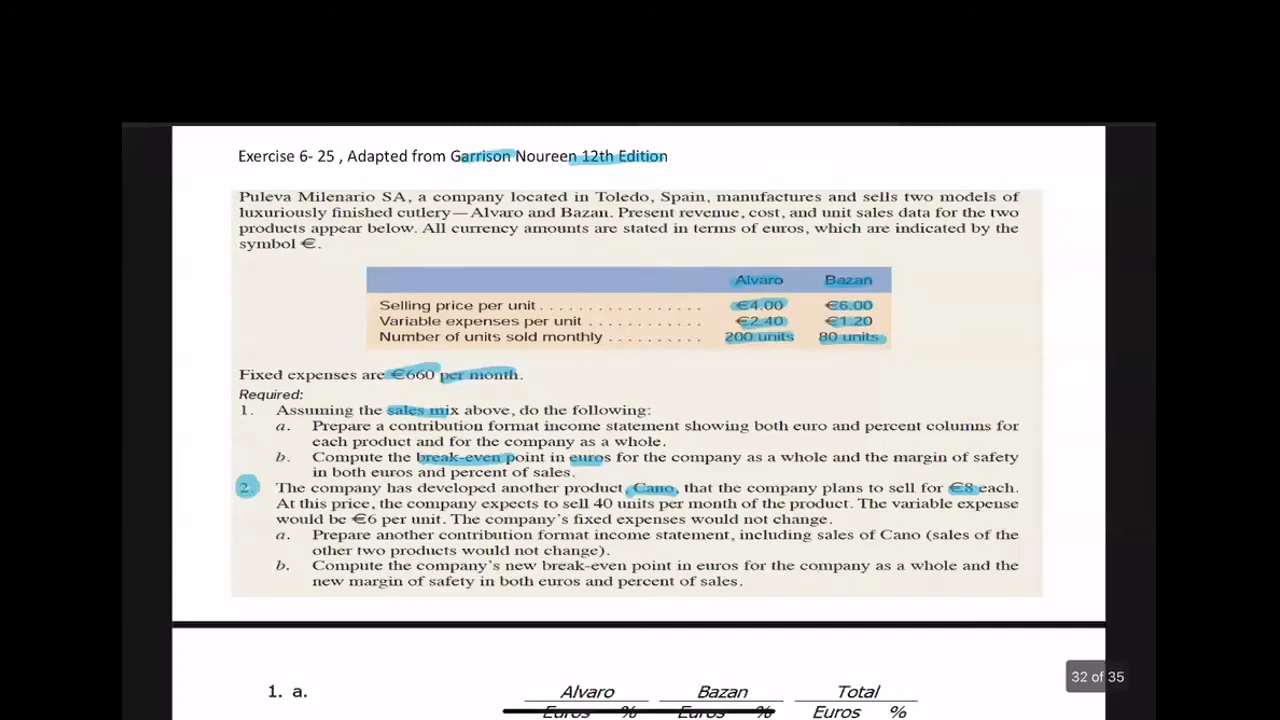 Exercise 6- 25 , Adapted from Garrison Noureen 12th Edition
Puleva Milenario SA, a company located in Toledo, Spain, manufactures and sells two models of
luxuriously finished cutlery—Alvaro and Bazan. Present revenue, cost, and unit sales data for the two
products appear below. All currency amounts are stated in terms of euros, which are indicated by the
symbol €.
Alvaro Bazan
Selling price per unit . . . . . . . . . . . . . . . . . €4.00 €6.00
Variable expenses per unit . . . . . . . . . . . . €2.40 €1.20
Number of units sold monthly . . . . . . . . . . 200 units 80 units
Fixed expenses are €660 per month.
Required:
1. Assuming the sales mix above, do the following:
a. Prepare a contribution format income statement showing both euro and percent columns for
each product and for the company as a whole.
b. Compute the break-even point in euros for the company as a whole and the margin of safety
in both euros and percent of sales.
2. The company has developed another product, Cano, that the company plans to sell for €8 each.
At this price, the company expects to sell 40 units per month of the product. The variable expense
would be €6 per unit. The company's fixed expenses would not change.
a. Prepare another contribution format income statement, including sales of Cano (sales of the
other two products would not change).
b. Compute the company's new break-even point in euros for the company as a whole and the
new margin of safety in both euros and percent of sales.
32 of 35
1. a. Alvaro Bazan Total
Euros % Euros % Euros %